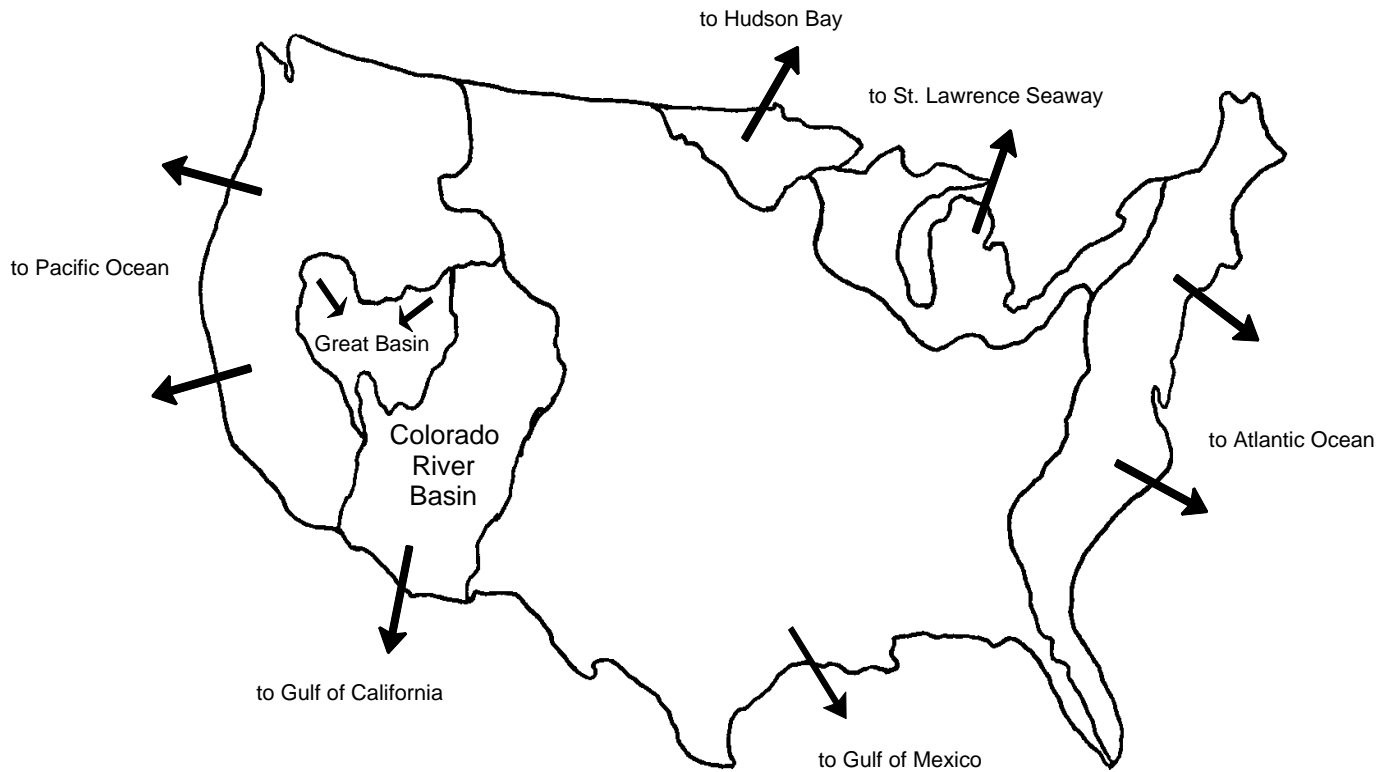 to Hudson Bay
to St. Lawrence Seaway
to Pacific Ocean
Great Basin
Colorado
River
Basin
to Atlantic Ocean
to Gulf of California
to Gulf of Mexico